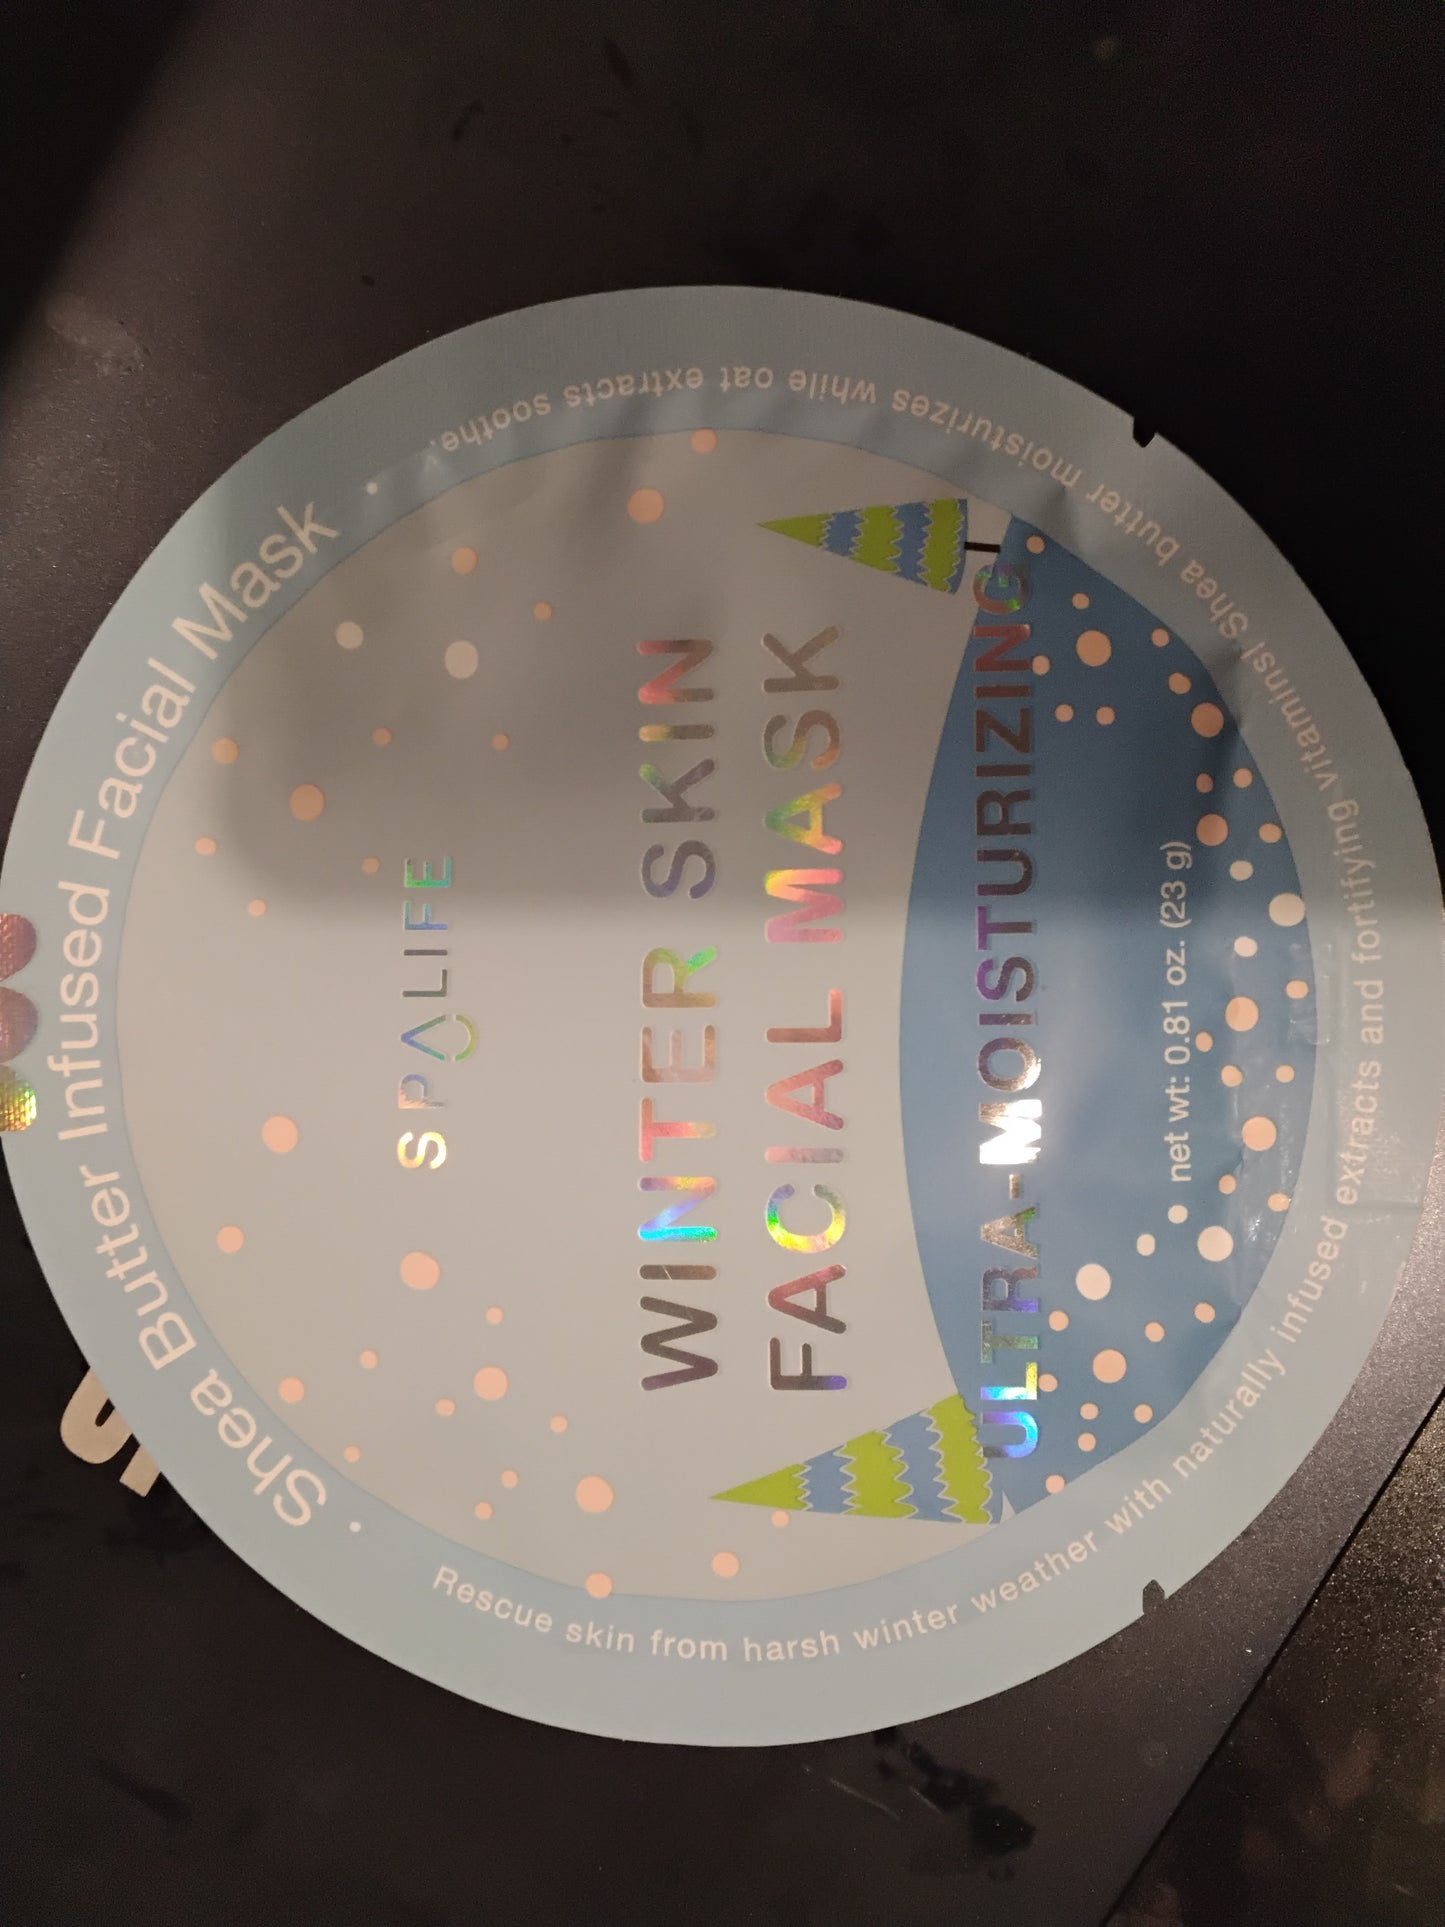 Shea Butter Infused Facial Mask
SPALIFE
WINTER SKIN
FACIAL MASK
ULTRA-MOISTURIZING
net wt: 0.81 oz. (23 g)
Rescue skin from harsh winter weather with naturally infused extracts and fortifying vitamins! Shea butter moisturizes while oat extracts soothe.